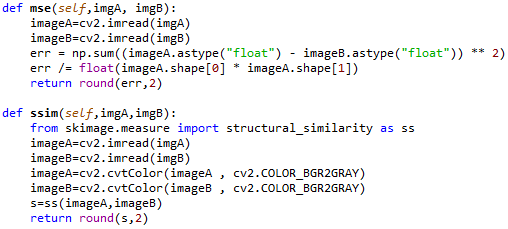 def mse(self,imgA, imgB):
    imageA=cv2.imread(imgA)
    imageB=cv2.imread(imgB)
    err = np.sum((imageA.astype("float") - imageB.astype("float")) ** 2)
    err /= float(imageA.shape[0] * imageA.shape[1])
    return round(err,2)

def ssim(self,imgA,imgB):
    from skimage.measure import structural_similarity as ss
    imageA=cv2.imread(imgA)
    imageB=cv2.imread(imgB)
    imageA=cv2.cvtColor(imageA , cv2.COLOR_BGR2GRAY)
    imageB=cv2.cvtColor(imageB , cv2.COLOR_BGR2GRAY)
    s=ss(imageA,imageB)
    return round(s,2)